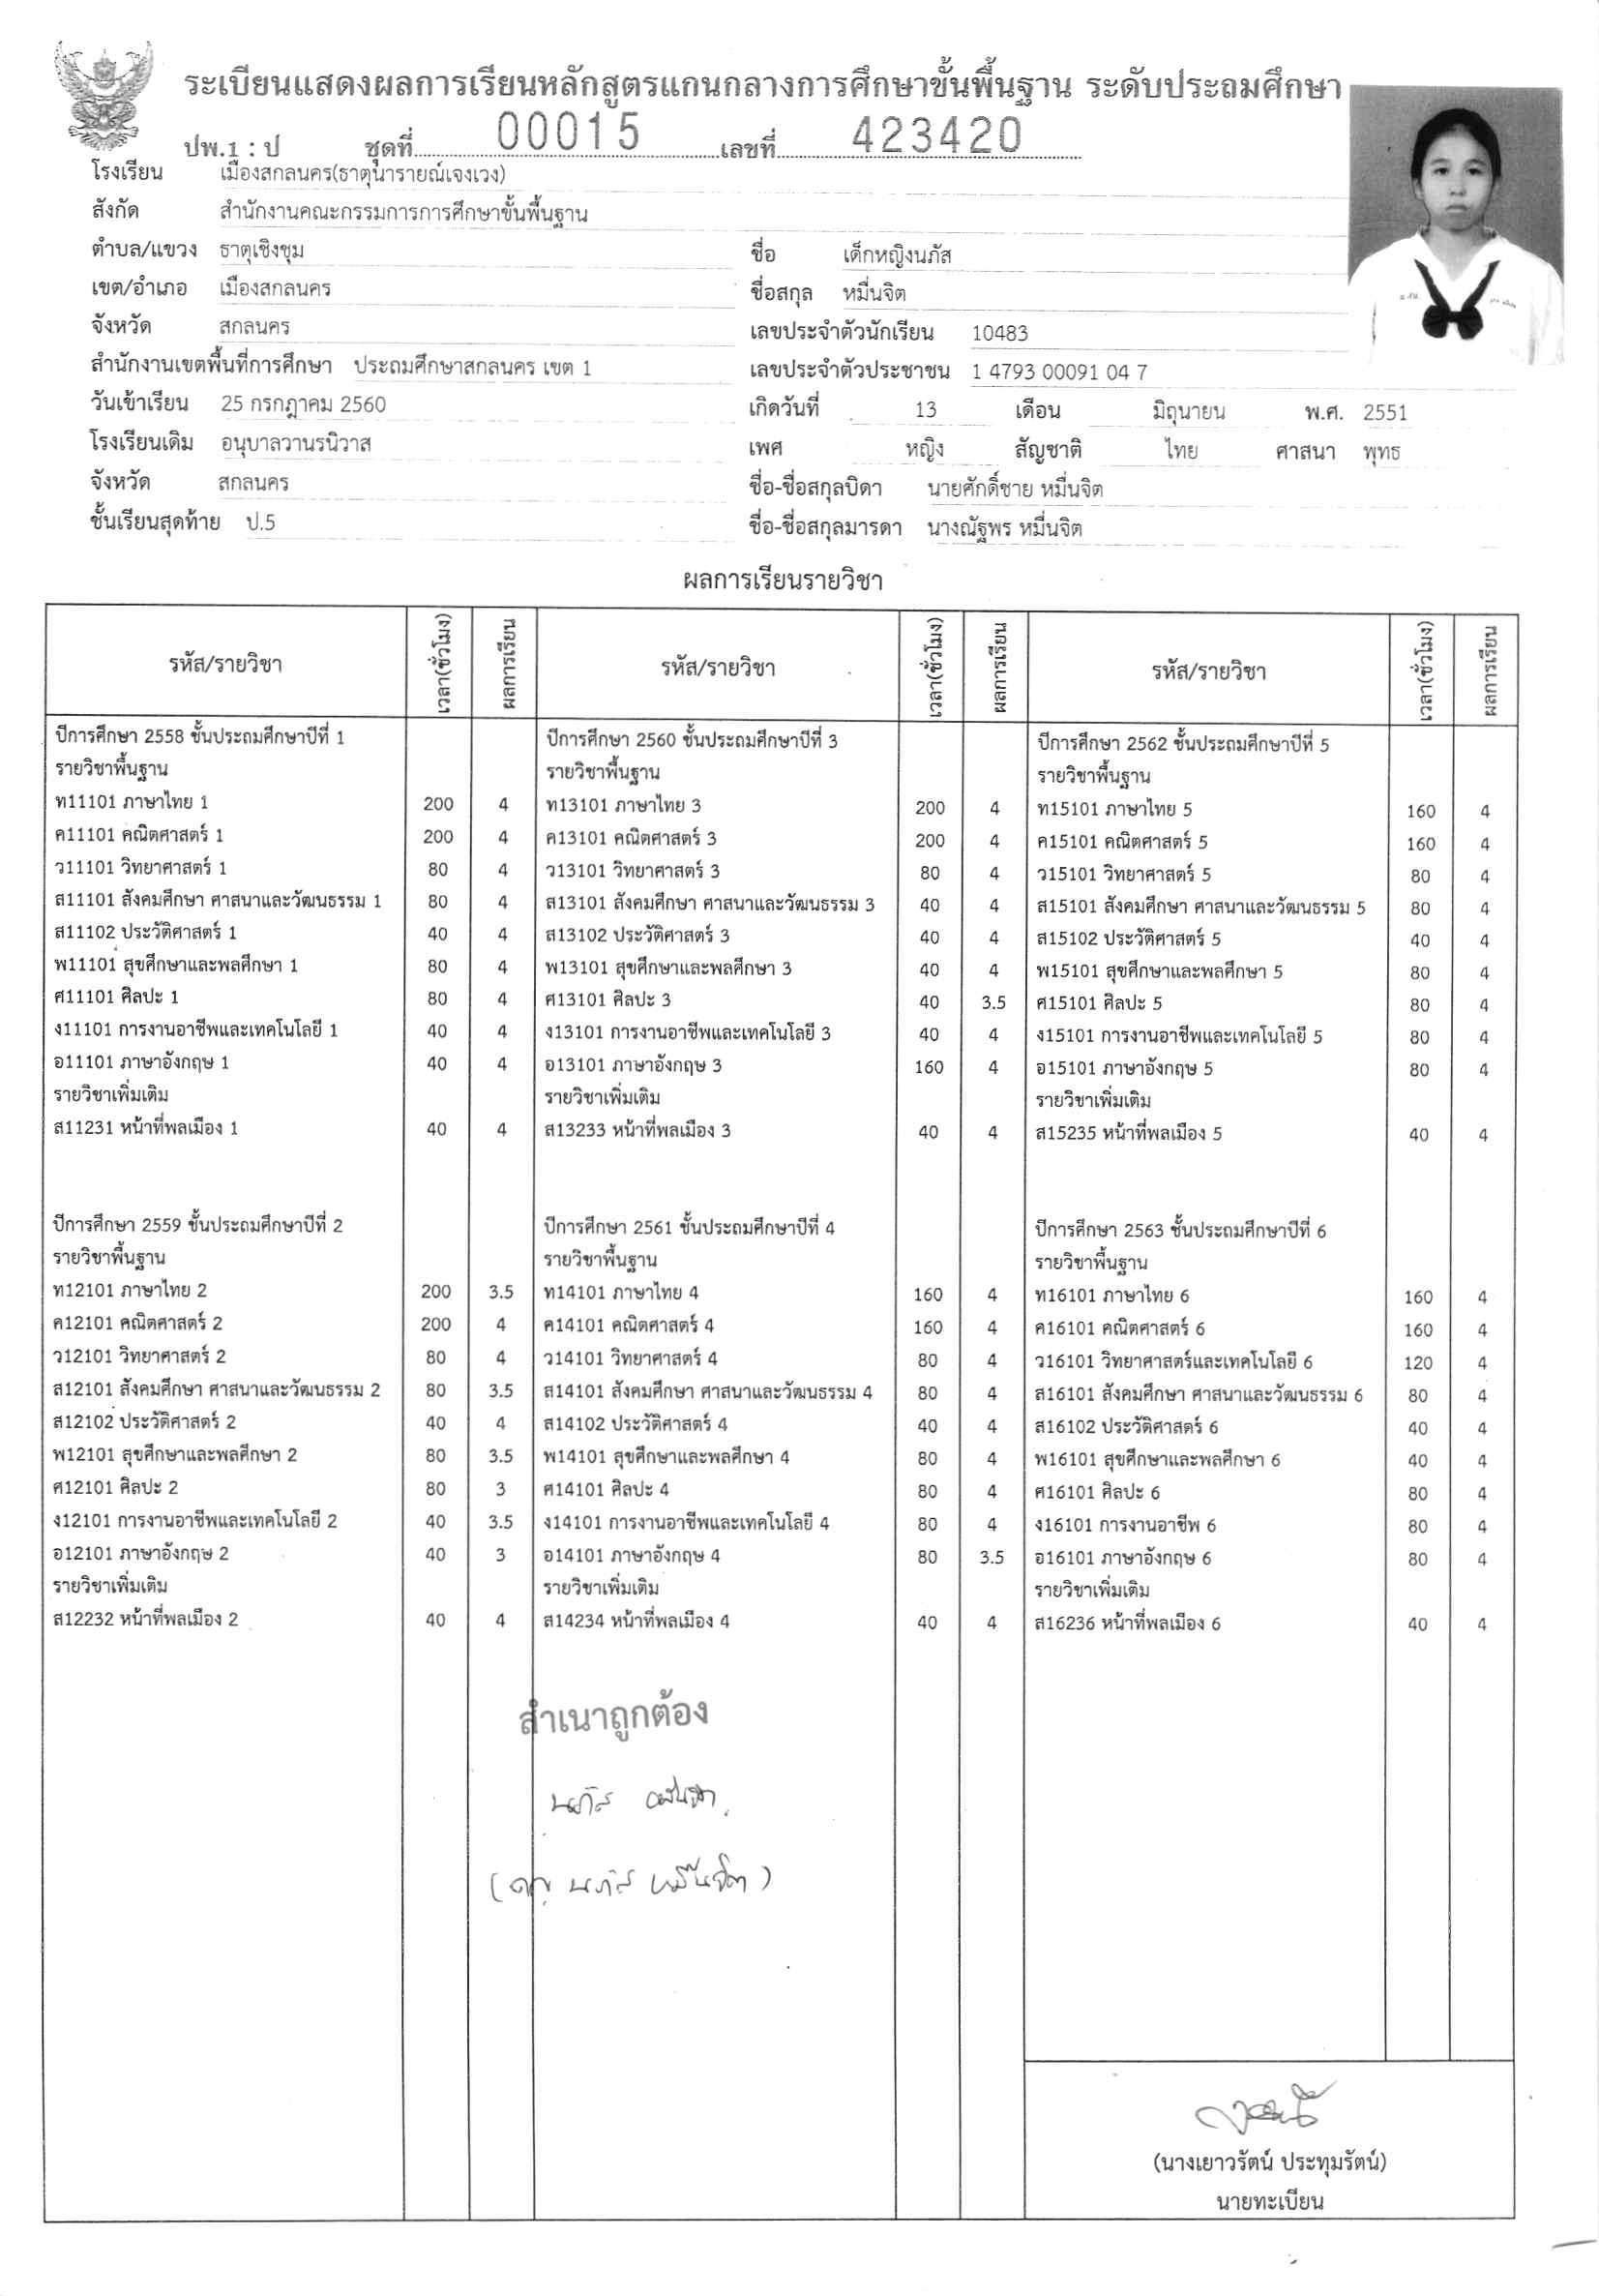 ระเบียนแสดงผลการเรียนหลักสูตรแกนกลางการศึกษาขั้นพื้นฐาน ระดับประถมศึกษา
ปพ.1 : ป ชุดที่ 00015 เลขที่ 423420
โรงเรียน เมืองสกลนคร(ธาตุนารายณ์เจงเวง)
สังกัด สำนักงานคณะกรรมการการศึกษาขั้นพื้นฐาน
ตำบล/แขวง ธาตุเชิงชุม
เขต/อำเภอ เมืองสกลนคร
จังหวัด สกลนคร
สำนักงานเขตพื้นที่การศึกษา ประถมศึกษาสกลนคร เขต 1
วันเข้าเรียน 25 กรกฎาคม 2560
โรงเรียนเดิม อนุบาลวานรนิวาส
จังหวัด สกลนคร
ชั้นเรียนสุดท้าย ป.5
ชื่อ เด็กหญิงนภัส
ชื่อสกุล หมื่นจิต
เลขประจำตัวนักเรียน 10483
เลขประจำตัวประชาชน 1 4793 00091 04 7
เกิดวันที่ 13 เดือน มิถุนายน พ.ศ. 2551
เพศ หญิง สัญชาติ ไทย ศาสนา พุทธ
ชื่อ-ชื่อสกุลบิดา นายศักดิ์ชาย หมื่นจิต
ชื่อ-ชื่อสกุลมารดา นางณัฐพร หมื่นจิต
ผลการเรียนรายวิชา
รหัส/รายวิชา เวลา(ชั่วโมง) ผลการเรียน
ปีการศึกษา 2558 ชั้นประถมศึกษาปีที่ 1
รายวิชาพื้นฐาน
ท11101 ภาษาไทย 1 200 4
ค11101 คณิตศาสตร์ 1 200 4
ว11101 วิทยาศาสตร์ 1 80 4
ส11101 สังคมศึกษา ศาสนาและวัฒนธรรม 1 80 4
ส11102 ประวัติศาสตร์ 1 40 4
พ11101 สุขศึกษาและพลศึกษา 1 80 4
ศ11101 ศิลปะ 1 80 4
ง11101 การงานอาชีพและเทคโนโลยี 1 40 4
อ11101 ภาษาอังกฤษ 1 40 4
รายวิชาเพิ่มเติม
ส11231 หน้าที่พลเมือง 1 40 4
ปีการศึกษา 2559 ชั้นประถมศึกษาปีที่ 2
รายวิชาพื้นฐาน
ท12101 ภาษาไทย 2 200 3.5
ค12101 คณิตศาสตร์ 2 200 4
ว12101 วิทยาศาสตร์ 2 80 4
ส12101 สังคมศึกษา ศาสนาและวัฒนธรรม 2 80 3.5
ส12102 ประวัติศาสตร์ 2 40 4
พ12101 สุขศึกษาและพลศึกษา 2 80 3.5
ศ12101 ศิลปะ 2 80 3
ง12101 การงานอาชีพและเทคโนโลยี 2 40 3.5
อ12101 ภาษาอังกฤษ 2 40 3
รายวิชาเพิ่มเติม
ส12232 หน้าที่พลเมือง 2 40 4
รหัส/รายวิชา เวลา(ชั่วโมง) ผลการเรียน
ปีการศึกษา 2560 ชั้นประถมศึกษาปีที่ 3
รายวิชาพื้นฐาน
ท13101 ภาษาไทย 3 200 4
ค13101 คณิตศาสตร์ 3 200 4
ว13101 วิทยาศาสตร์ 3 80 4
ส13101 สังคมศึกษา ศาสนาและวัฒนธรรม 3 40 4
ส13102 ประวัติศาสตร์ 3 40 4
พ13101 สุขศึกษาและพลศึกษา 3 40 4
ศ13101 ศิลปะ 3 40 3.5
ง13101 การงานอาชีพและเทคโนโลยี 3 40 4
อ13101 ภาษาอังกฤษ 3 160 4
รายวิชาเพิ่มเติม
ส13233 หน้าที่พลเมือง 3 40 4
ปีการศึกษา 2561 ชั้นประถมศึกษาปีที่ 4
รายวิชาพื้นฐาน
ท14101 ภาษาไทย 4 160 4
ค14101 คณิตศาสตร์ 4 160 4
ว14101 วิทยาศาสตร์ 4 80 4
ส14101 สังคมศึกษา ศาสนาและวัฒนธรรม 4 80 4
ส14102 ประวัติศาสตร์ 4 40 4
พ14101 สุขศึกษาและพลศึกษา 4 80 4
ศ14101 ศิลปะ 4 80 4
ง14101 การงานอาชีพและเทคโนโลยี 4 80 4
อ14101 ภาษาอังกฤษ 4 80 3.5
รายวิชาเพิ่มเติม
ส14234 หน้าที่พลเมือง 4 40 4
สำเนาถูกต้อง
นภัส หมื่นจิต
(ดญ นภัส หมื่นจิต)
รหัส/รายวิชา เวลา(ชั่วโมง) ผลการเรียน
ปีการศึกษา 2562 ชั้นประถมศึกษาปีที่ 5
รายวิชาพื้นฐาน
ท15101 ภาษาไทย 5 160 4
ค15101 คณิตศาสตร์ 5 160 4
ว15101 วิทยาศาสตร์ 5 80 4
ส15101 สังคมศึกษา ศาสนาและวัฒนธรรม 5 80 4
ส15102 ประวัติศาสตร์ 5 40 4
พ15101 สุขศึกษาและพลศึกษา 5 80 4
ศ15101 ศิลปะ 5 80 4
ง15101 การงานอาชีพและเทคโนโลยี 5 80 4
อ15101 ภาษาอังกฤษ 5 80 4
รายวิชาเพิ่มเติม
ส15235 หน้าที่พลเมือง 5 40 4
ปีการศึกษา 2563 ชั้นประถมศึกษาปีที่ 6
รายวิชาพื้นฐาน
ท16101 ภาษาไทย 6 160 4
ค16101 คณิตศาสตร์ 6 160 4
ว16101 วิทยาศาสตร์และเทคโนโลยี 6 120 4
ส16101 สังคมศึกษา ศาสนาและวัฒนธรรม 6 80 4
ส16102 ประวัติศาสตร์ 6 40 4
พ16101 สุขศึกษาและพลศึกษา 6 40 4
ศ16101 ศิลปะ 6 80 4
ง16101 การงานอาชีพ 6 80 4
อ16101 ภาษาอังกฤษ 6 80 4
รายวิชาเพิ่มเติม
ส16236 หน้าที่พลเมือง 6 40 4
(นางเยาวรัตน์ ประทุมรัตน์)
นายทะเบียน